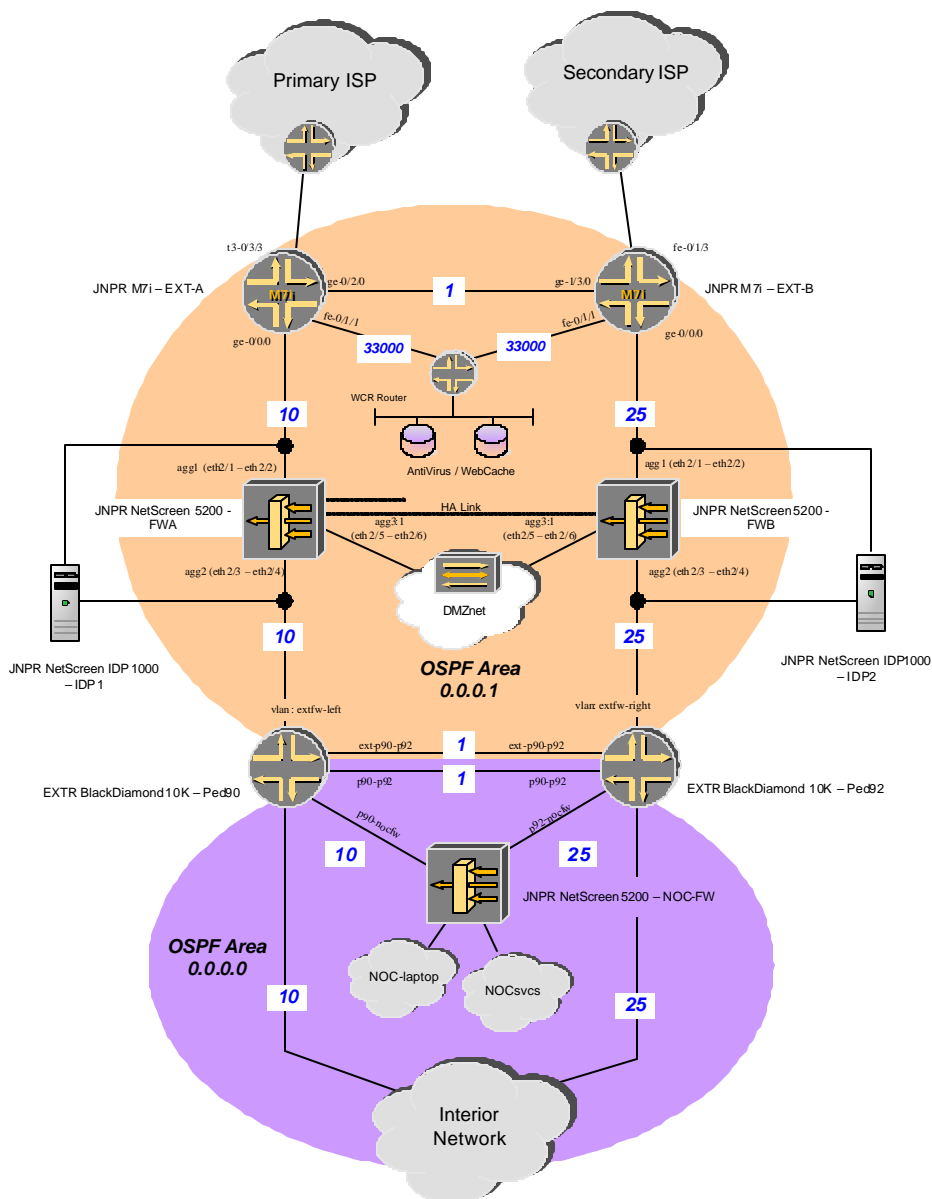 Primary ISP
Secondary ISP
t3-0/3/3
fe-0/1/3
JNPR M7i – EXT-A
M7i
ge-0/2/0
1
ge-1/3/0
M7i
JNPR M7i – EXT-B
fe-0/1/1
fe-0/1/1
ge-0/0/0
ge-0/0/0
33000
33000
WCR Router
10
25
AntiVirus / WebCache
agg1 (eth2/1 – eth2/2)
agg1 (eth2/1 – eth2/2)
JNPR NetScreen 5200 -
FWA
HA Link
JNPR NetScreen 5200 -
FWB
agg3:1
(eth2/5 – eth2/6)
agg3:1
(eth2/5 – eth2/6)
agg2 (eth2/3 – eth2/4)
agg2 (eth2/3 – eth2/4)
DMZnet
10
25
JNPR NetScreen IDP1000
– IDP1
JNPR NetScreen IDP1000
– IDP2
OSPF Area
0.0.0.1
vlan: extfw-left
vlan: extfw-right
ext-p90-p92
1
ext-p90-p92
p90-p92
1
p90-p92
EXTR BlackDiamond 10K – Ped90
EXTR BlackDiamond 10K – Ped92
p90-nocfw
p92-nocfw
10
25
JNPR NetScreen 5200 – NOC-FW
OSPF Area
0.0.0.0
NOC-laptop
NOCsvcs
10
25
Interior
Network